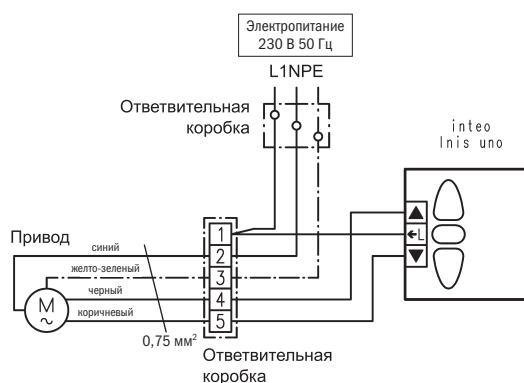 Электропитание
230 В 50 Гц
L1NPE
Ответвительная
коробка
inteo
Inis uno
Привод
синий
желто-зеленый
черный
коричневый
M
~
1
2
3
4
5
▲
←L
▼
0,75 мм²
Ответвительная
коробка